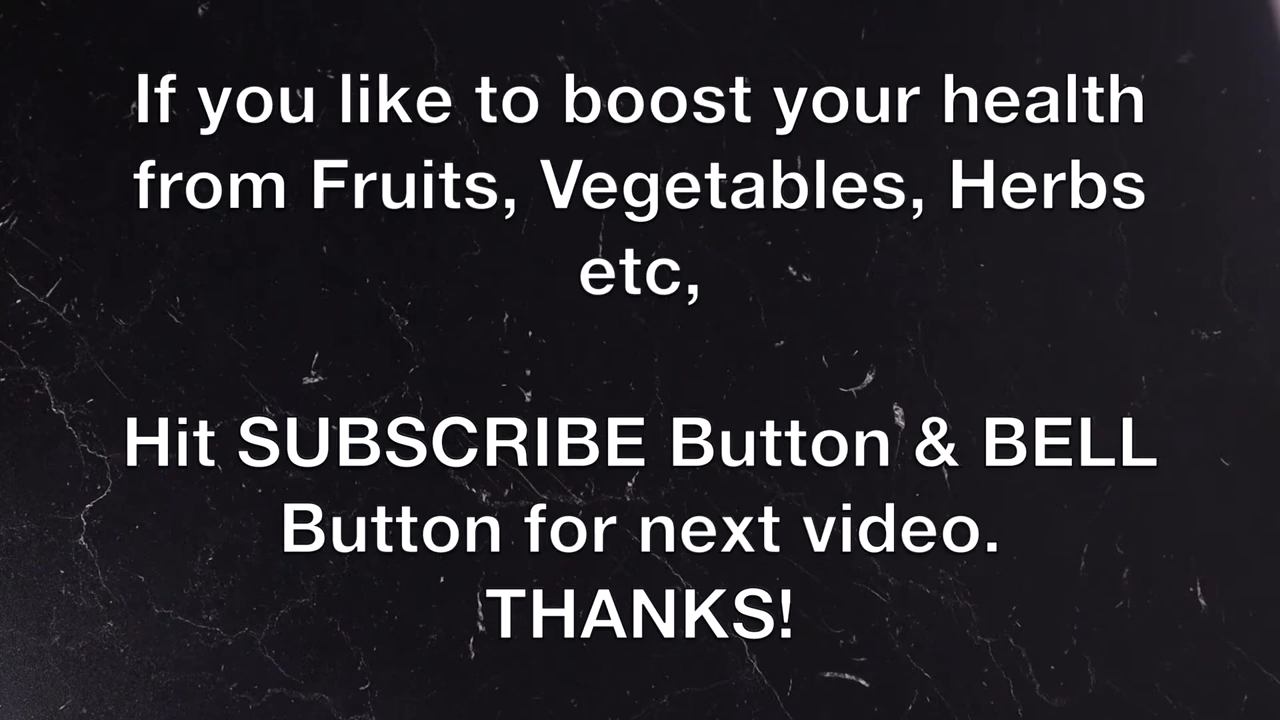 If you like to boost your health
from Fruits, Vegetables, Herbs
etc,
Hit SUBSCRIBE Button & BELL
Button for next video.
THANKS!